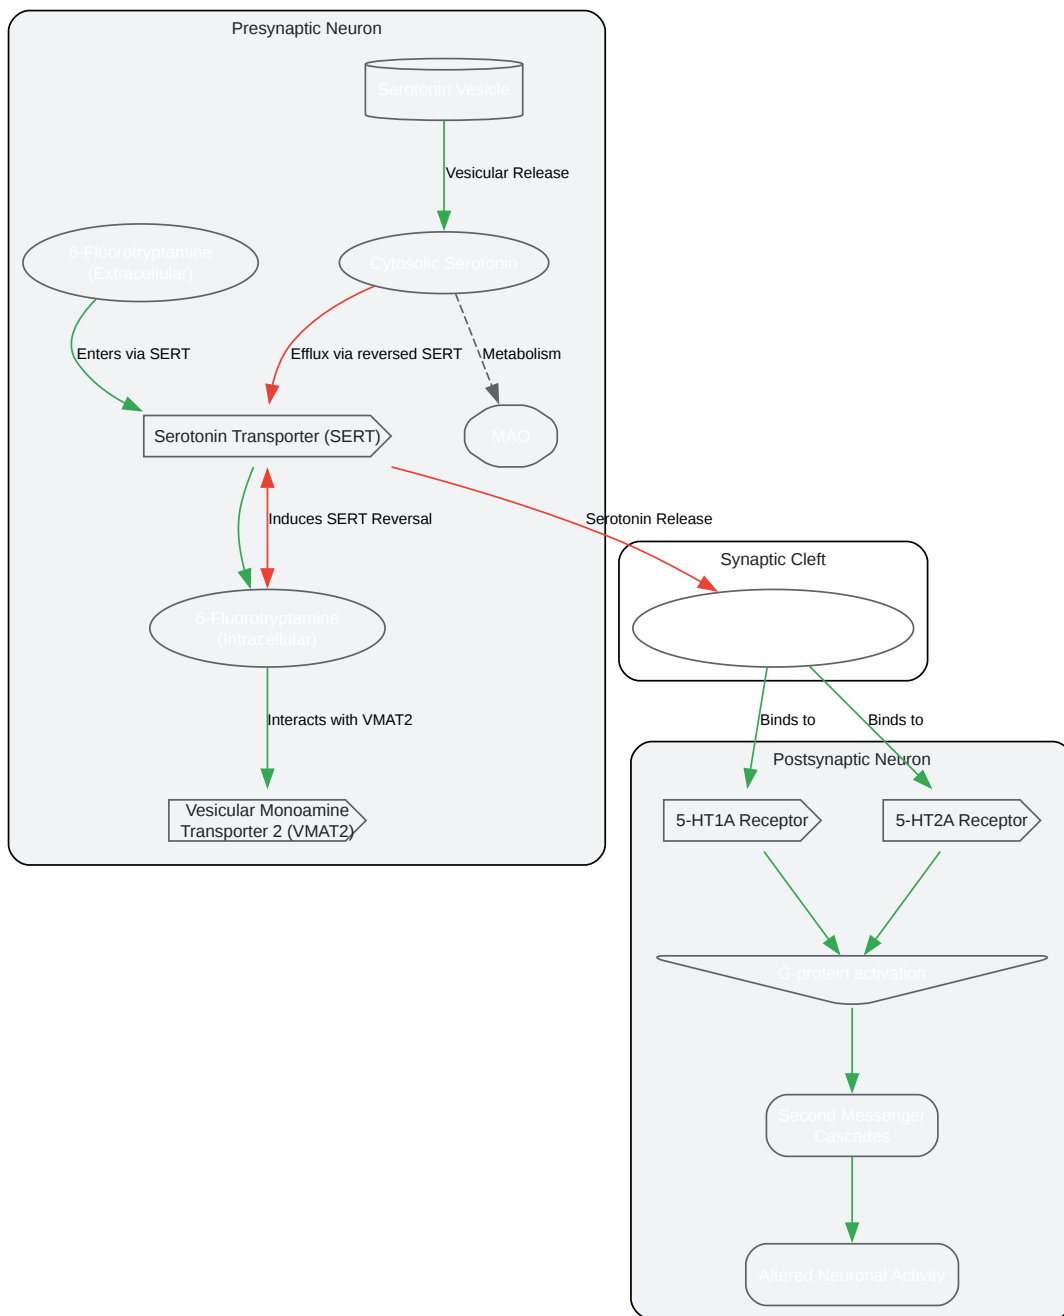 Presynaptic Neuron
Serotonin Vesicle
Vesicular Release
6-Fluorotryptamine
(Extracellular)
Cytosolic Serotonin
Enters via SERT
Efflux via reversed SERT
Metabolism
Serotonin Transporter (SERT)
MAO
Induces SERT Reversal
Serotonin Release
Synaptic Cleft
6-Fluorotryptamine
(Intracellular)
Interacts with VMAT2
Binds to
Binds to
Postsynaptic Neuron
Vesicular Monoamine
Transporter 2 (VMAT2)
5-HT1A Receptor
5-HT2A Receptor
G-protein activation
Second Messenger
Cascades
Altered Neuronal Activity